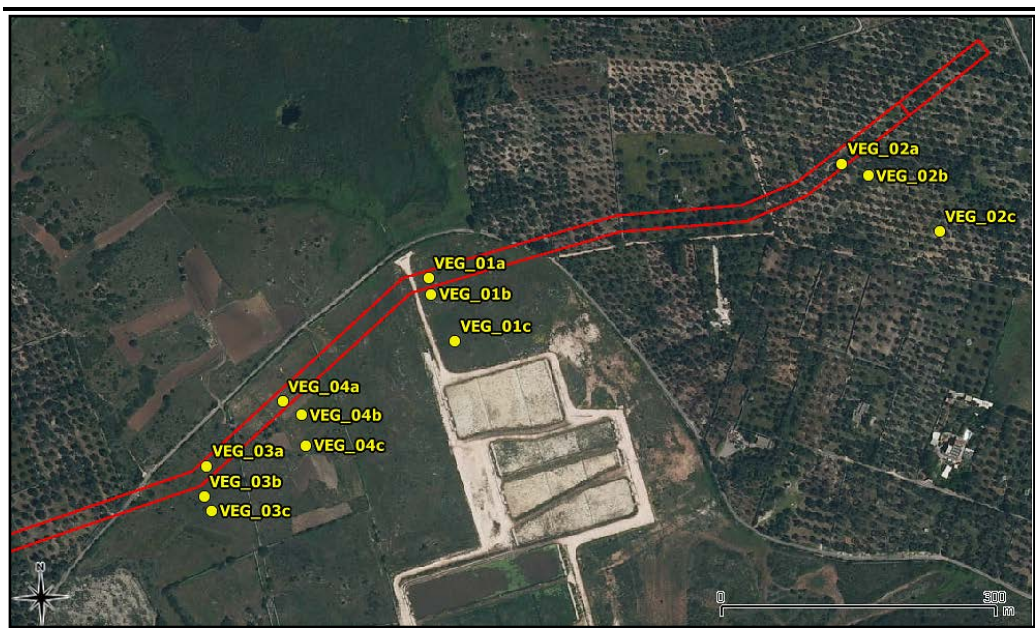 VEG_02a
VEG_02b
VEG_02c
VEG_01a
VEG_01b
VEG_01c
VEG_04a
VEG_04b
VEG_04c
VEG_03a
VEG_03b
VEG_03c
N
0 300
m